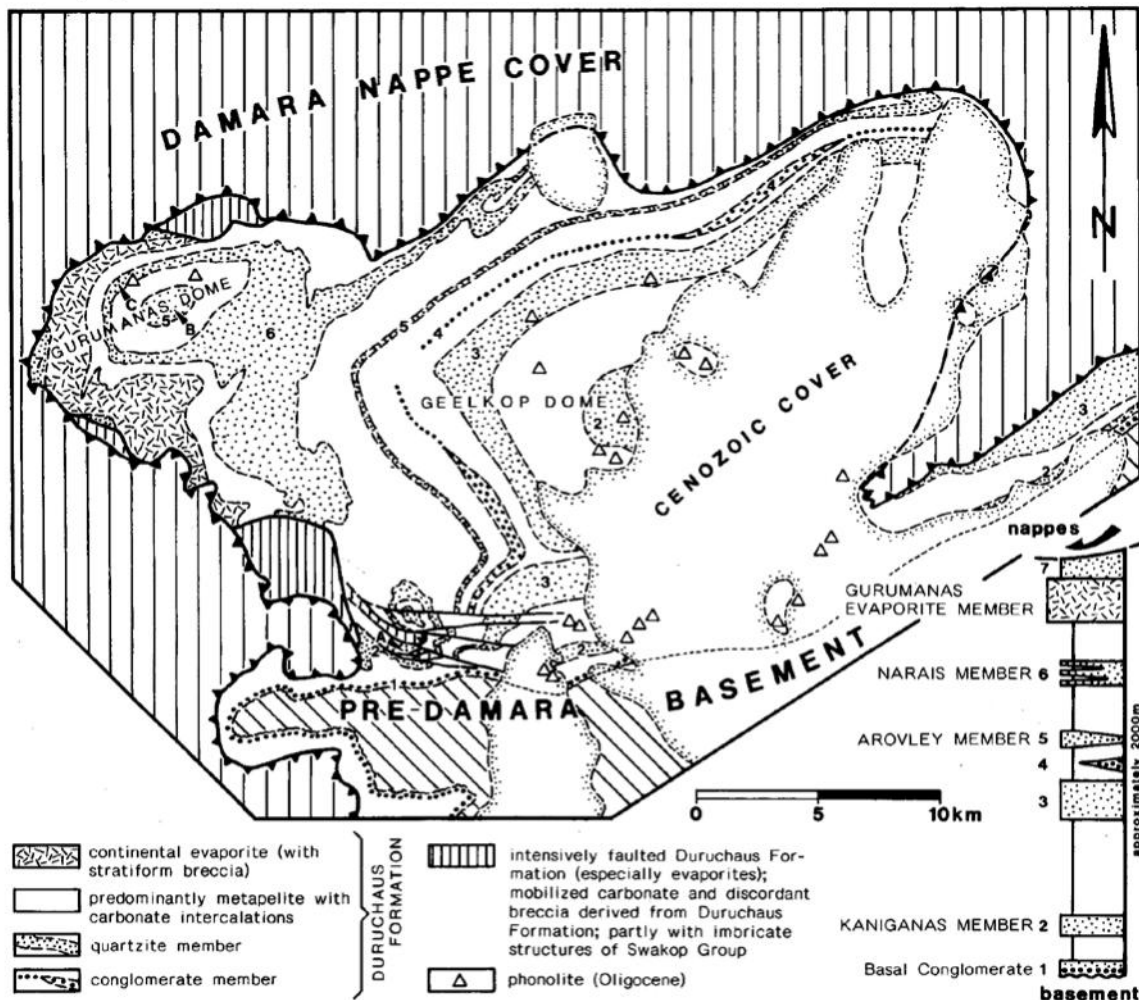 DAMARA NAPPE COVER
N
GURUMANAS DOME
C
5
B
6
5
4
4
3
GEELKOP DOME
2
CENOZOIC COVER
3
2
3
2
A
1
PRE-DAMARA
BASEMENT
nappes
7
GURUMANAS
EVAPORITE MEMBER
NARAIS MEMBER 6
AROVLEY MEMBER 5
4
3
KANIGANAS MEMBER 2
Basal Conglomerate 1
basement
approximately 2000m
0 5 10km
continental evaporite (with
stratiform breccia)
predominantly metapelite with
carbonate intercalations
quartzite member
conglomerate member
DURUCHAUS
FORMATION
intensively faulted Duruchaus For-
mation (especially evaporites);
mobilized carbonate and discordant
breccia derived from Duruchaus
Formation; partly with imbricate
structures of Swakop Group
phonolite (Oligocene)